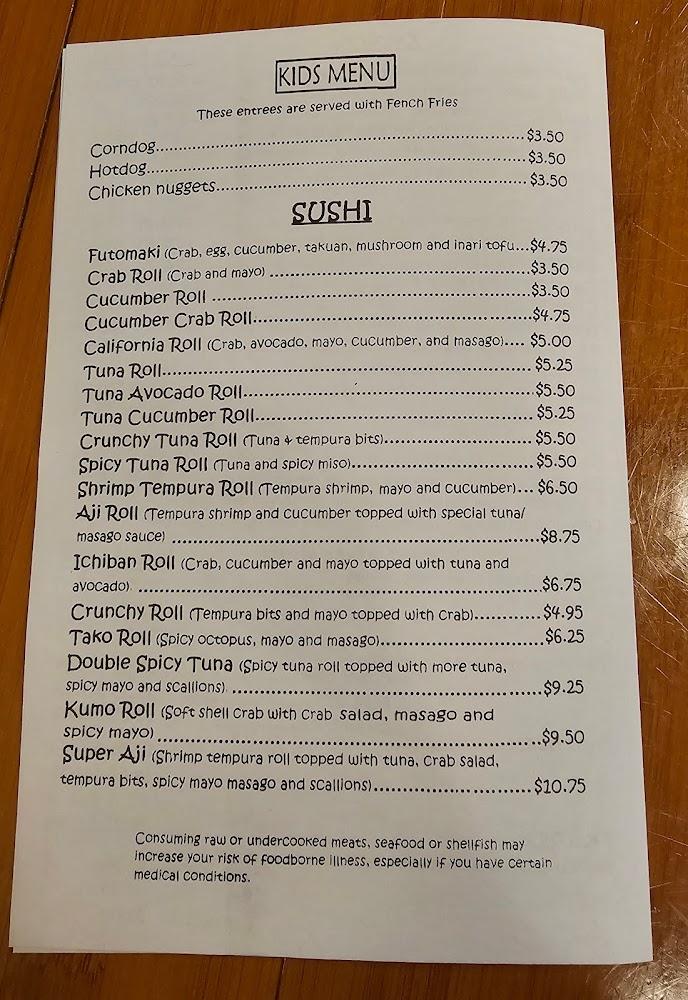 KIDS MENU
These entrees are served with Fench Fries
Corndog..................................................$3.50
Hotdog....................................................$3.50
Chicken nuggets........................................$3.50
SUSHI
Futomaki (Crab, egg, cucumber, takuan, mushroom and inari tofu...$4.75
Crab Roll (Crab and mayo) ........................................$3.50
Cucumber Roll ..................................................$3.50
Cucumber Crab Roll...........................................$4.75
California Roll (Crab, avocado, mayo, cucumber, and masago).... $5.00
Tuna Roll........................................................ $5.25
Tuna Avocado Roll.............................................$5.50
Tuna Cucumber Roll........................................... $5.25
Crunchy Tuna Roll (Tuna & tempura bits)........................$5.50
Spicy Tuna Roll (Tuna and spicy miso).............................$5.50
Shrimp Tempura Roll (Tempura shrimp, mayo and cucumber)... $6.50
Aji Roll (Tempura shrimp and cucumber topped with special tuna/
masago sauce) ..........................................................$8.75
Ichiban Roll (Crab, cucumber and mayo topped with tuna and
avocado). ................................................................$6.75
Crunchy Roll (Tempura bits and mayo topped with crab)...........$4.95
Tako Roll (Spicy octopus, mayo and masago)..........................$6.25
Double Spicy Tuna (Spicy tuna roll topped with more tuna,
spicy mayo and scallions). .................................................$9.25
Kumo Roll (Soft shell crab with crab salad, masago and
spicy mayo) .............................................................$9.50
Super Aji (Shrimp tempura roll topped with tuna, crab salad,
tempura bits, spicy mayo masago and scallions)......................... $10.75
Consuming raw or undercooked meats, seafood or shellfish may
increase your risk of foodborne illness, especially if you have certain
medical conditions.